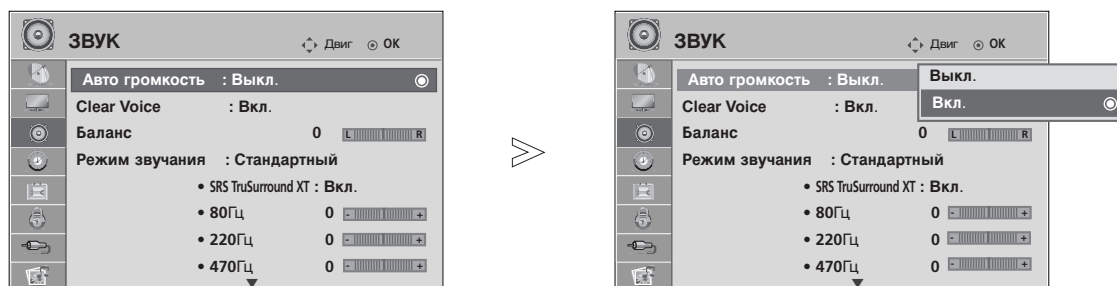 ЗВУК Двиг ОК
Авто громкость : Выкл.
Clear Voice : Вкл.
Баланс 0 L R
Режим звучания : Стандартный
• SRS TruSurround XT : Вкл.
• 80Гц 0 - +
• 220Гц 0 - +
• 470Гц 0 - +
ЗВУК Двиг ОК
Авто громкость : Выкл.
Выкл.
Вкл.
Clear Voice : Вкл.
Баланс 0 L R
Режим звучания : Стандартный
• SRS TruSurround XT : Вкл.
• 80Гц 0 - +
• 220Гц 0 - +
• 470Гц 0 - +